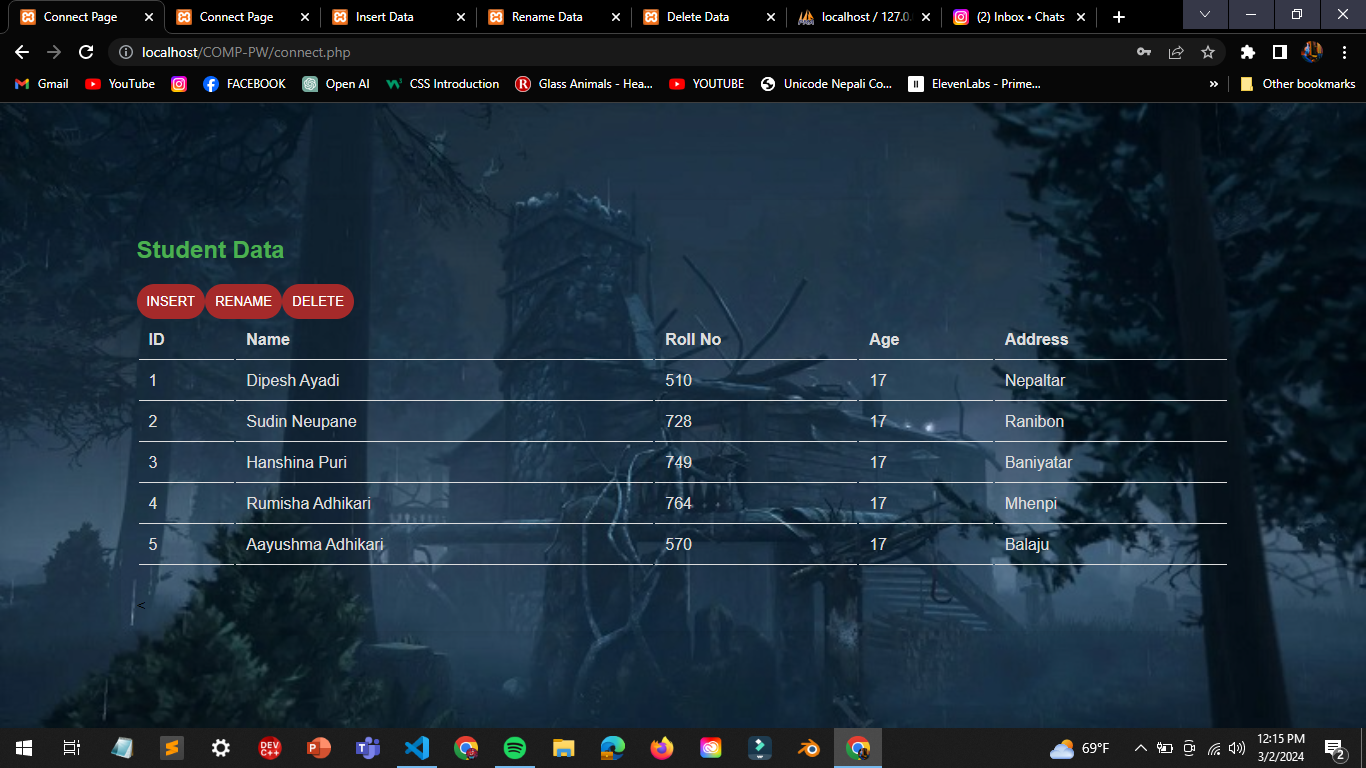 Connect Page Connect Page Insert Data Rename Data Delete Data localhost / 127.0. (2) Inbox • Chats
localhost/COMP-PW/connect.php
Gmail YouTube FACEBOOK Open AI CSS Introduction Glass Animals - Hea... YOUTUBE Unicode Nepali Co... ElevenLabs - Prime... » Other bookmarks
Student Data
INSERT RENAME DELETE
ID Name Roll No Age Address
1 Dipesh Ayadi 510 17 Nepaltar
2 Sudin Neupane 728 17 Ranibon
3 Hanshina Puri 749 17 Baniyatar
4 Rumisha Adhikari 764 17 Mhenpi
5 Aayushma Adhikari 570 17 Balaju
<
DEV C++ 69°F 12:15 PM
3/2/2024 2